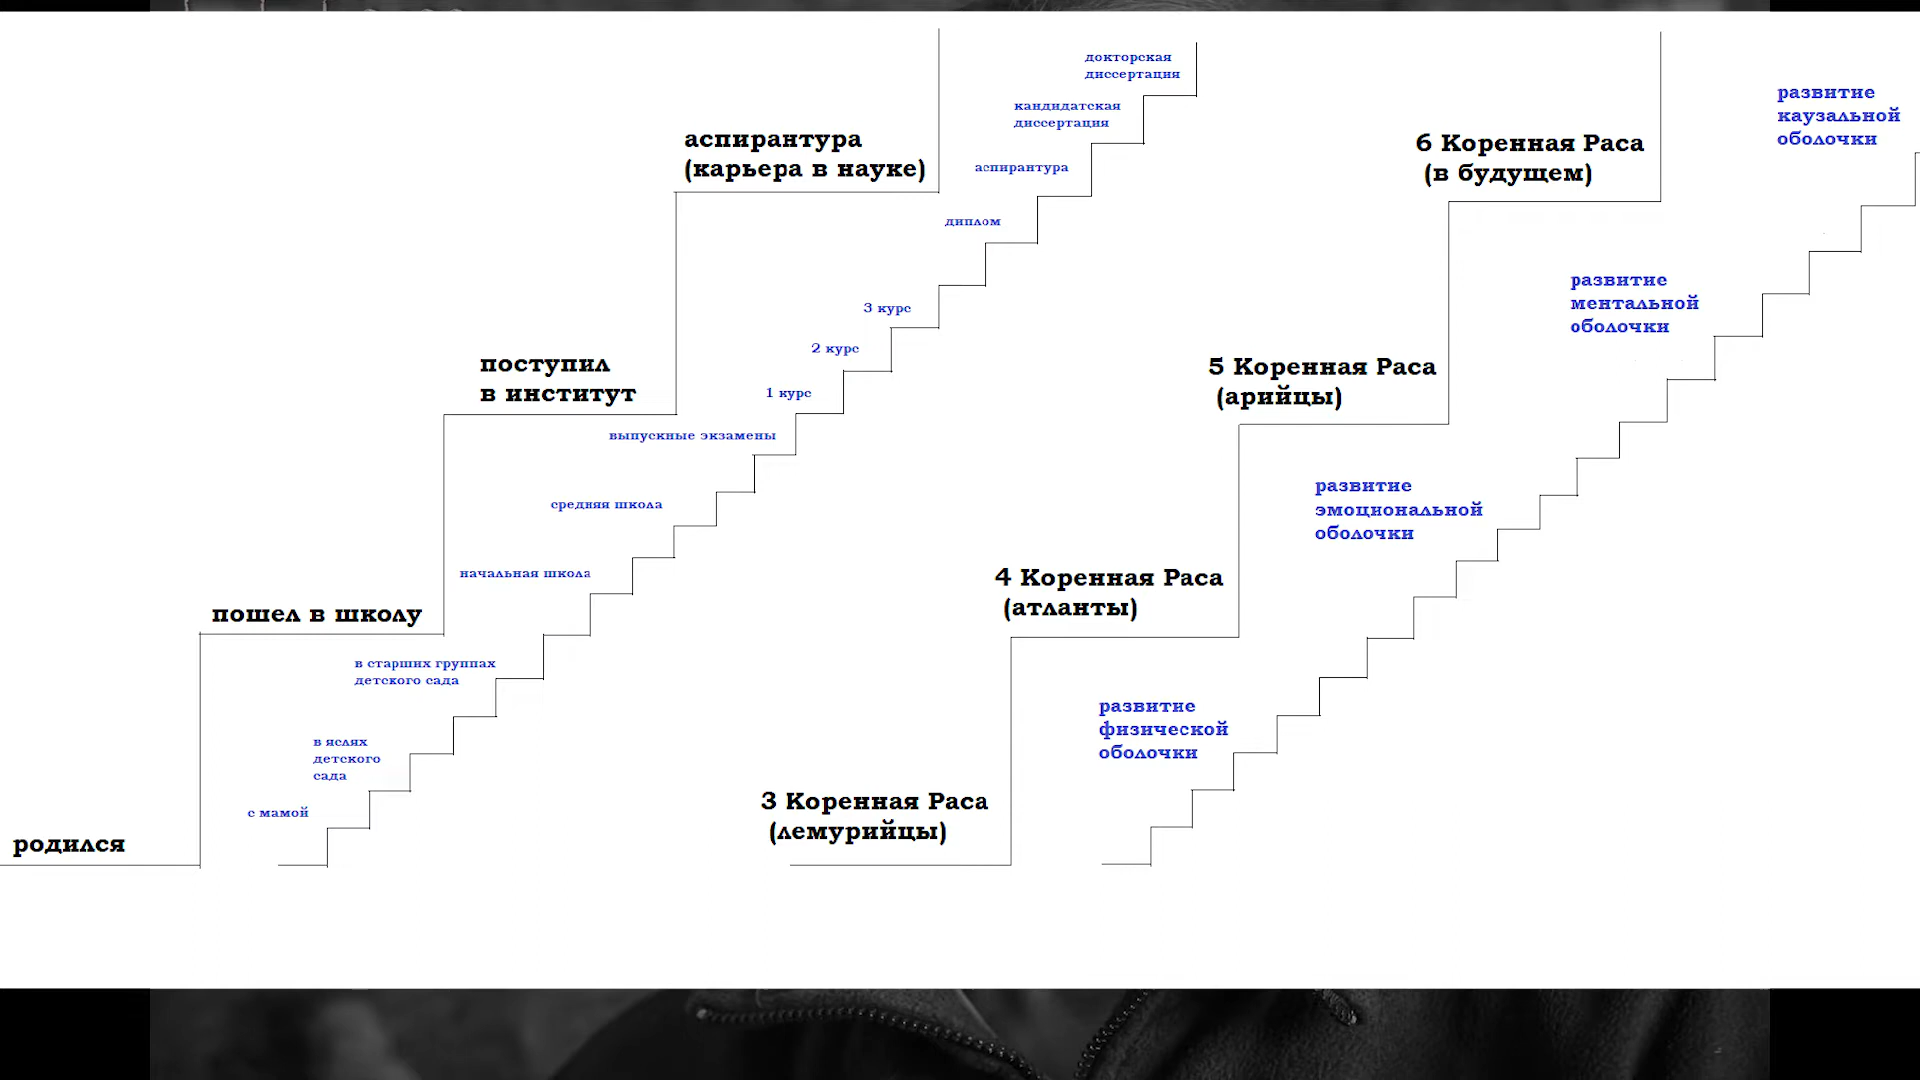 родился
пошел в школу
поступил
в институт
аспирантура
(карьера в науке)
с мамой
в яслях
детского
сада
в старших группах
детского сада
начальная школа
средняя школа
выпускные экзамены
1 курс
2 курс
3 курс
диплом
аспирантура
кандидатская
диссертация
докторская
диссертация
3 Коренная Раса
(лемурийцы)
4 Коренная Раса
(атланты)
5 Коренная Раса
(арийцы)
6 Коренная Раса
(в будущем)
развитие
физической
оболочки
развитие
эмоциональной
оболочки
развитие
ментальной
оболочки
развитие
каузальной
оболочки